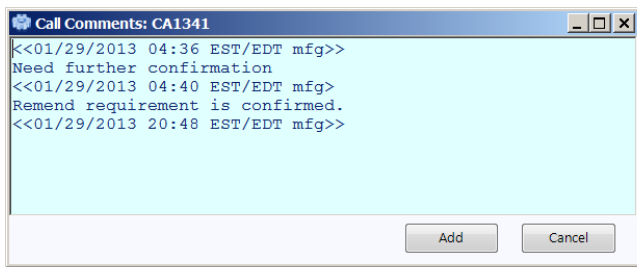 Call Comments: CA1341
<<01/29/2013 04:36 EST/EDT mfg>>
Need further confirmation
<<01/29/2013 04:40 EST/EDT mfg>
Remend requirement is confirmed.
<<01/29/2013 20:48 EST/EDT mfg>>
Add Cancel